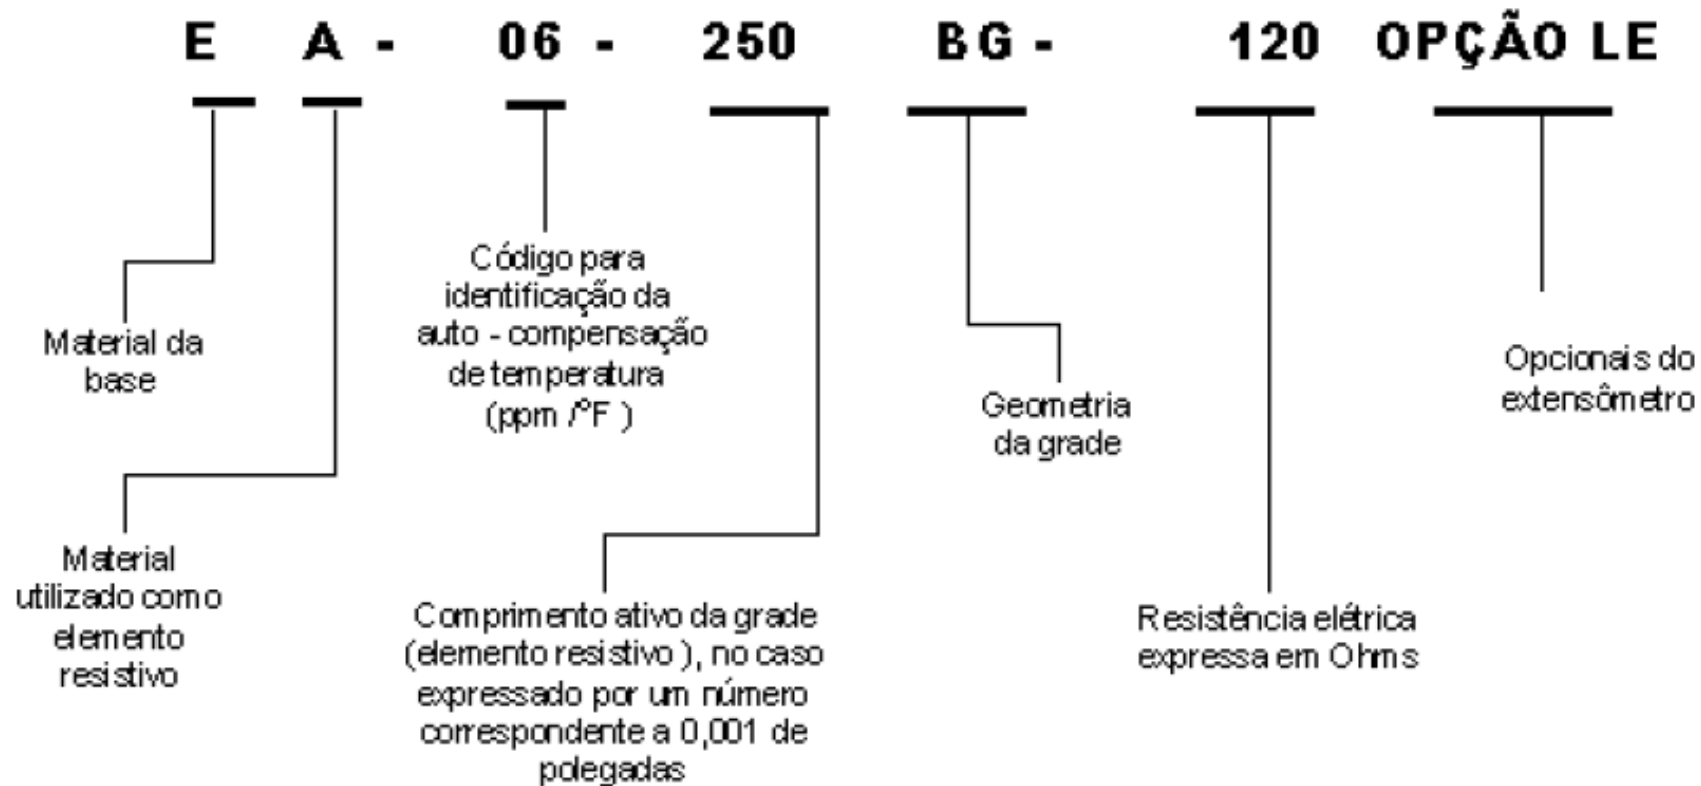 E A - 06 - 250 BG - 120 OPÇÃO LE
Material da
base
Material
utilizado como
elemento
resistivo
Código para
identificação da
auto - compensação
de temperatura
(ppm /ºF )
Comprimento ativo da grade
(elemento resistivo ), no caso
expressado por um número
correspondente a 0,001 de
polegadas
Geometria
da grade
Resistência elétrica
expressa em Ohms
Opcionais do
extensômetro